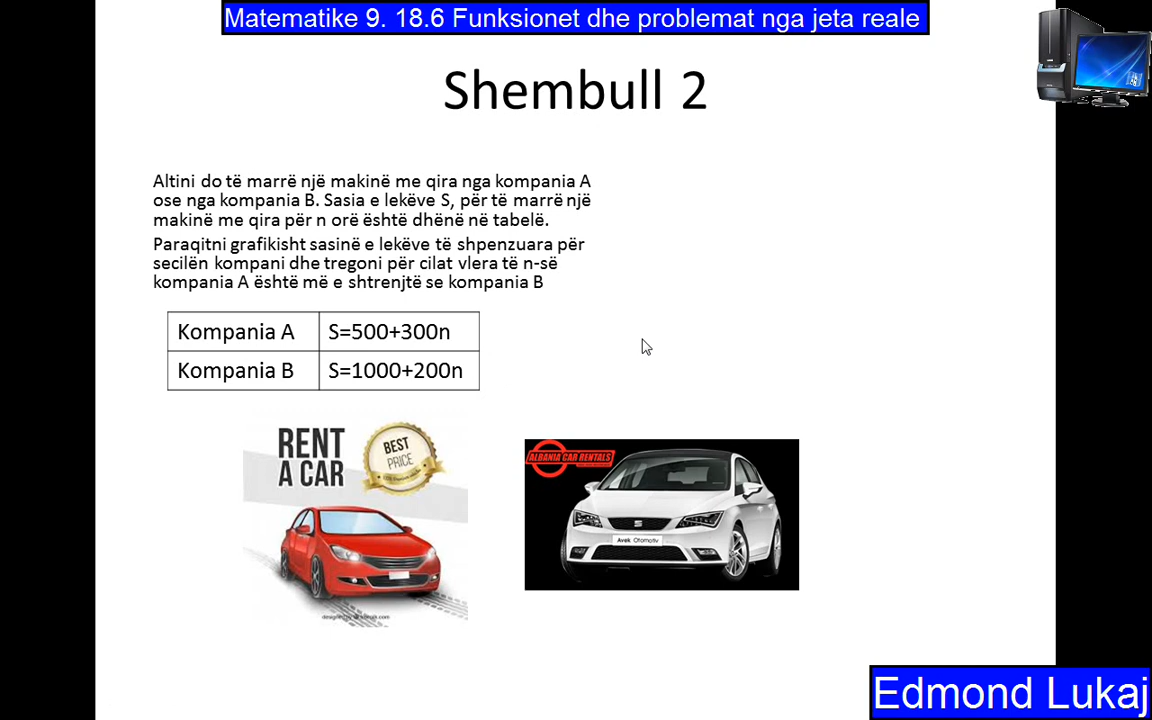 Matematike 9. 18.6 Funksionet dhe problemat nga jeta reale
Shembull 2
Altini do të marrë një makinë me qira nga kompania A
ose nga kompania B. Sasia e lekëve S, për të marrë një
makinë me qira për n orë është dhënë në tabelë.
Paraqitni grafikisht sasinë e lekëve të shpenzuara për
secilën kompani dhe tregoni për cilat vlera të n-së
kompania A është më e shtrenjtë se kompania B
Kompania A S=500+300n
Kompania B S=1000+200n
RENT
A CAR
BEST
PRICE
ALBANIA CAR RENTALS
Avek Otomotiv
Edmond Lukaj